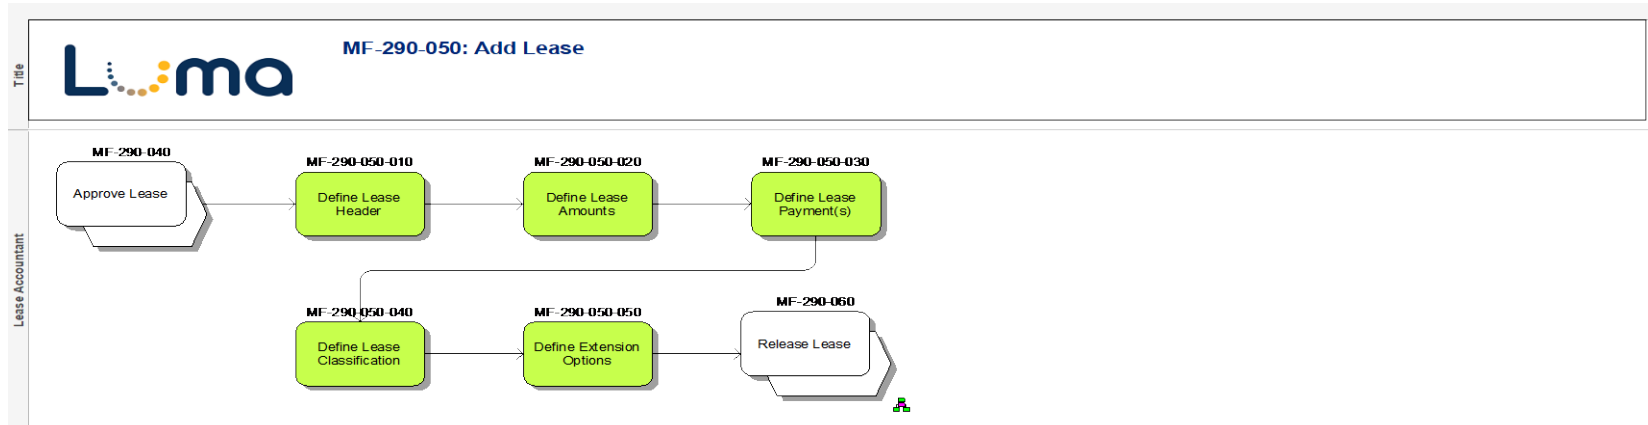 Title
Luma
MF-290-050: Add Lease
Lease Accountant
MF-290-040
Approve Lease
MF-290-050-010
Define Lease
Header
MF-290-050-020
Define Lease
Amounts
MF-290-050-030
Define Lease
Payment(s)
MF-290-050-040
Define Lease
Classification
MF-290-050-050
Define Extension
Options
MF-290-060
Release Lease